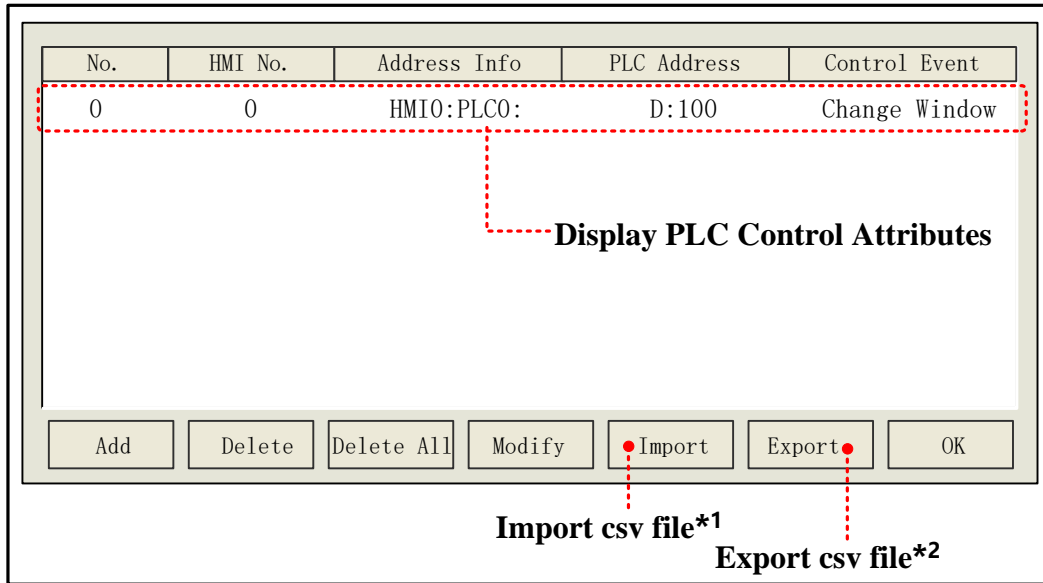 No. HMI No. Address Info PLC Address Control Event
0 0 HMI0:PLC0: D:100 Change Window
Display PLC Control Attributes
Add Delete Delete All Modify Import Export OK
Import csv file*1
Export csv file*2